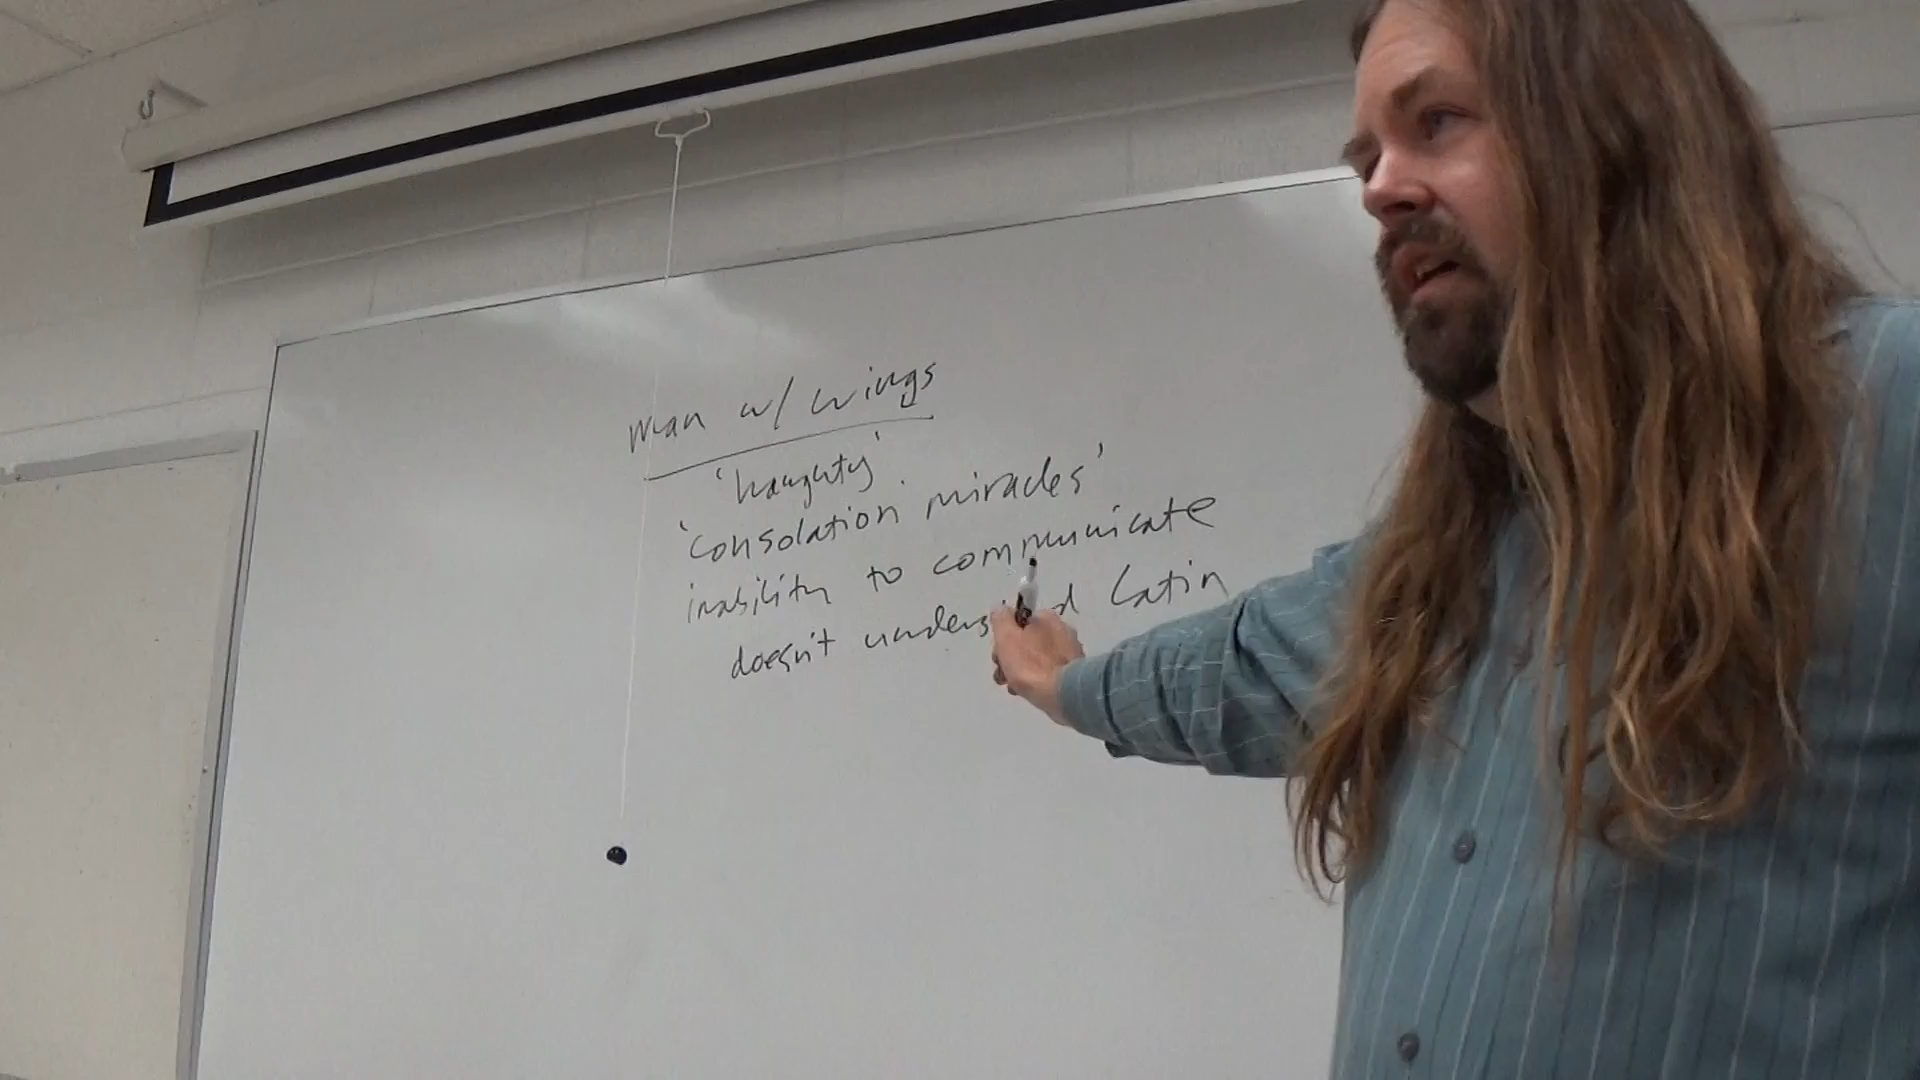 man w/ wings
'haughty'
'consolation miracles'
inability to communicate
doesn't understand Latin